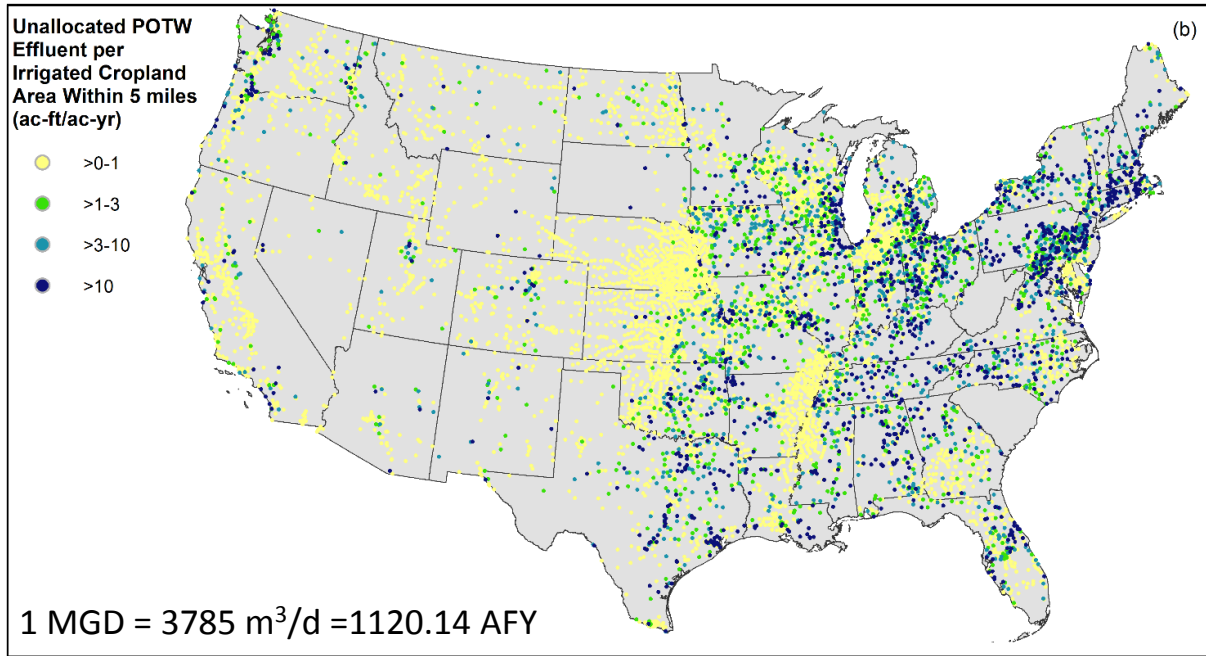 Unallocated POTW
Effluent per
Irrigated Cropland
Area Within 5 miles
(ac-ft/ac-yr)
>0-1
>1-3
>3-10
>10
(b)
1 MGD = 3785 m³/d =1120.14 AFY